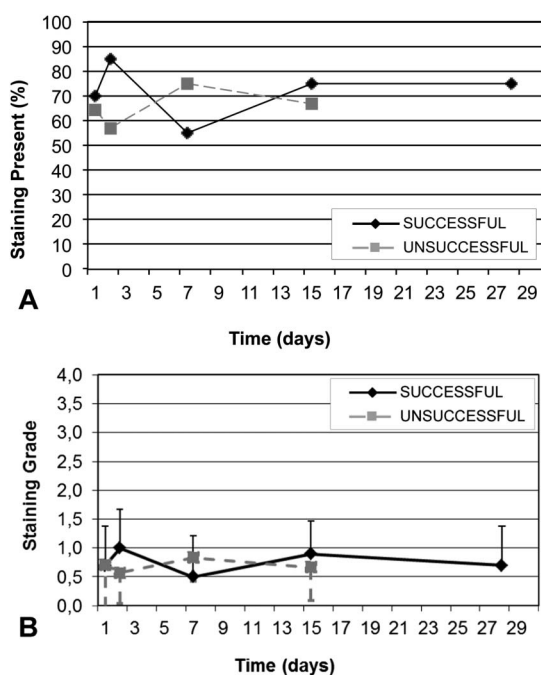 100
90
80
70
60
50
40
30
20
10
0
Staining Present (%)
SUCCESSFUL
UNSUCCESSFUL
1 3 5 7 9 11 13 15 17 19 21 23 25 27 29
A
Time (days)
4,0
3,5
3,0
2,5
2,0
1,5
1,0
0,5
0,0
Staining Grade
SUCCESSFUL
UNSUCCESSFUL
1 3 5 7 9 11 13 15 17 19 21 23 25 27 29
B
Time (days)